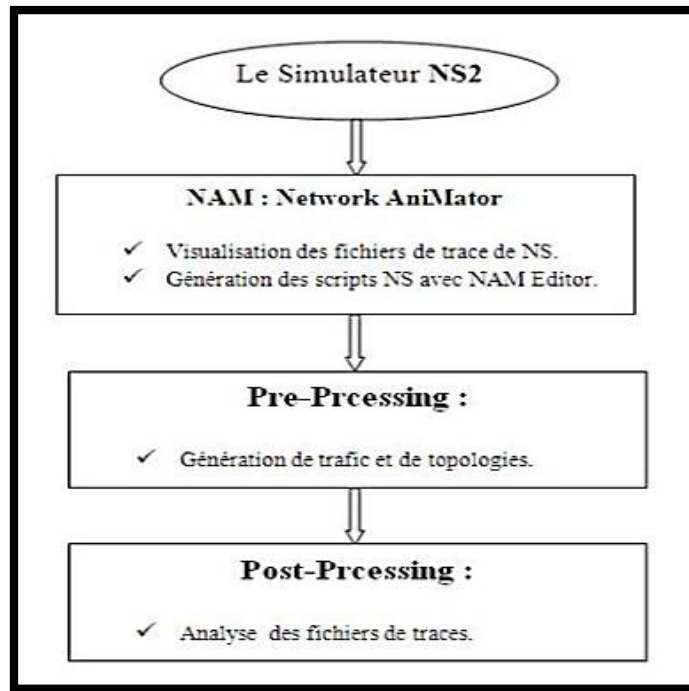 Le Simulateur NS2
NAM : Network AniMator
✓ Visualisation des fichiers de trace de NS.
✓ Génération des scripts NS avec NAM Editor.
Pre-Prcessing :
✓ Génération de trafic et de topologies.
Post-Prcessing :
✓ Analyse des fichiers de traces.